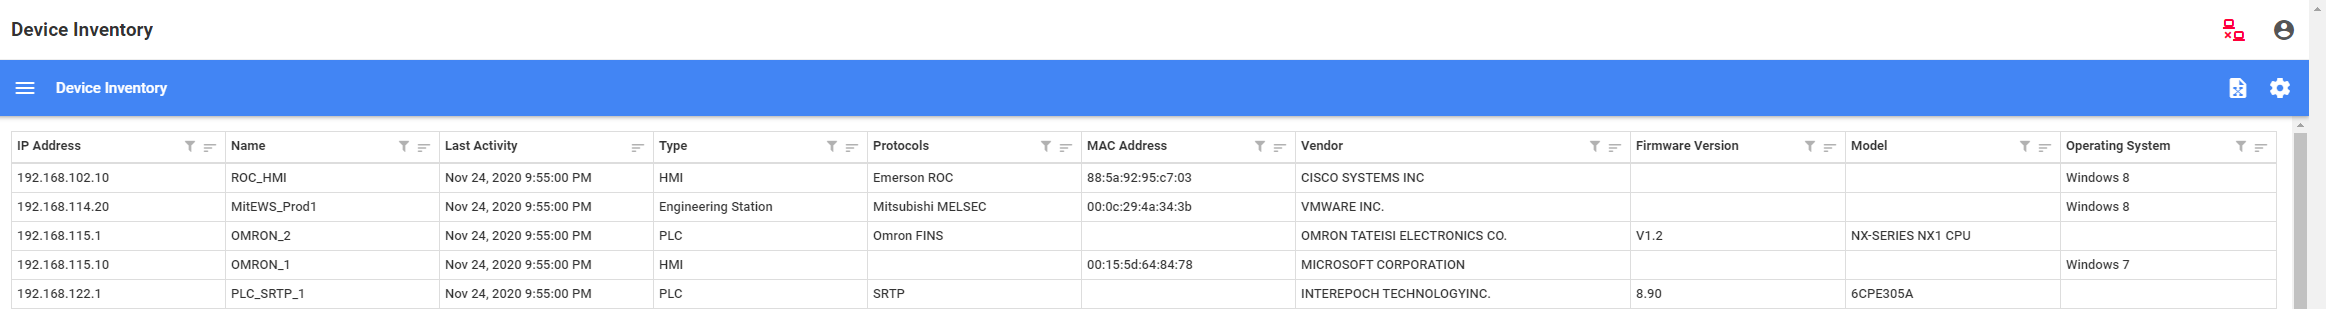 Device Inventory
Device Inventory
IP Address Name Last Activity Type Protocols MAC Address Vendor Firmware Version Model Operating System
192.168.102.10 ROC_HMI Nov 24, 2020 9:55:00 PM HMI Emerson ROC 88:5a:92:95:c7:03 CISCO SYSTEMS INC Windows 8
192.168.114.20 MitEWS_Prod1 Nov 24, 2020 9:55:00 PM Engineering Station Mitsubishi MELSEC 00:0c:29:4a:34:3b VMWARE INC. Windows 8
192.168.115.1 OMRON_2 Nov 24, 2020 9:55:00 PM PLC Omron FINS OMRON TATEISI ELECTRONICS CO. V1.2 NX-SERIES NX1 CPU
192.168.115.10 OMRON_1 Nov 24, 2020 9:55:00 PM HMI 00:15:5d:64:84:78 MICROSOFT CORPORATION Windows 7
192.168.122.1 PLC_SRTP_1 Nov 24, 2020 9:55:00 PM PLC SRTP INTEREPOCH TECHNOLOGYINC. 8.90 6CPE305A